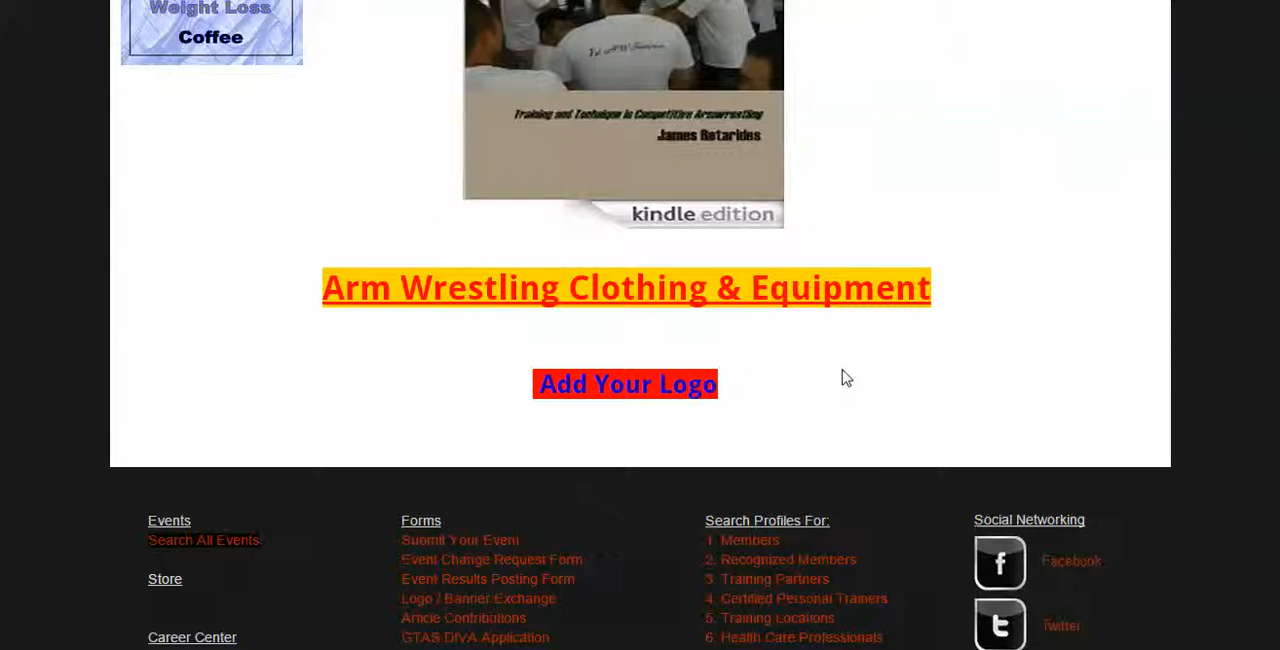 Weight Loss
Coffee
Training and Technique in Competitive Armwrestling
James Retarides
kindle edition
Arm Wrestling Clothing & Equipment
Add Your Logo
Events
Search All Events
Store
Career Center
Forms
Submit Your Event
Event Change Request Form
Event Results Posting Form
Logo / Banner Exchange
Article Contributions
GTAS DIVA Application
Search Profiles For:
1. Members
2. Recognized Members
3. Training Partners
4. Certified Personal Trainers
5. Training Locations
6. Health Care Professionals
Social Networking
Facebook
Twitter